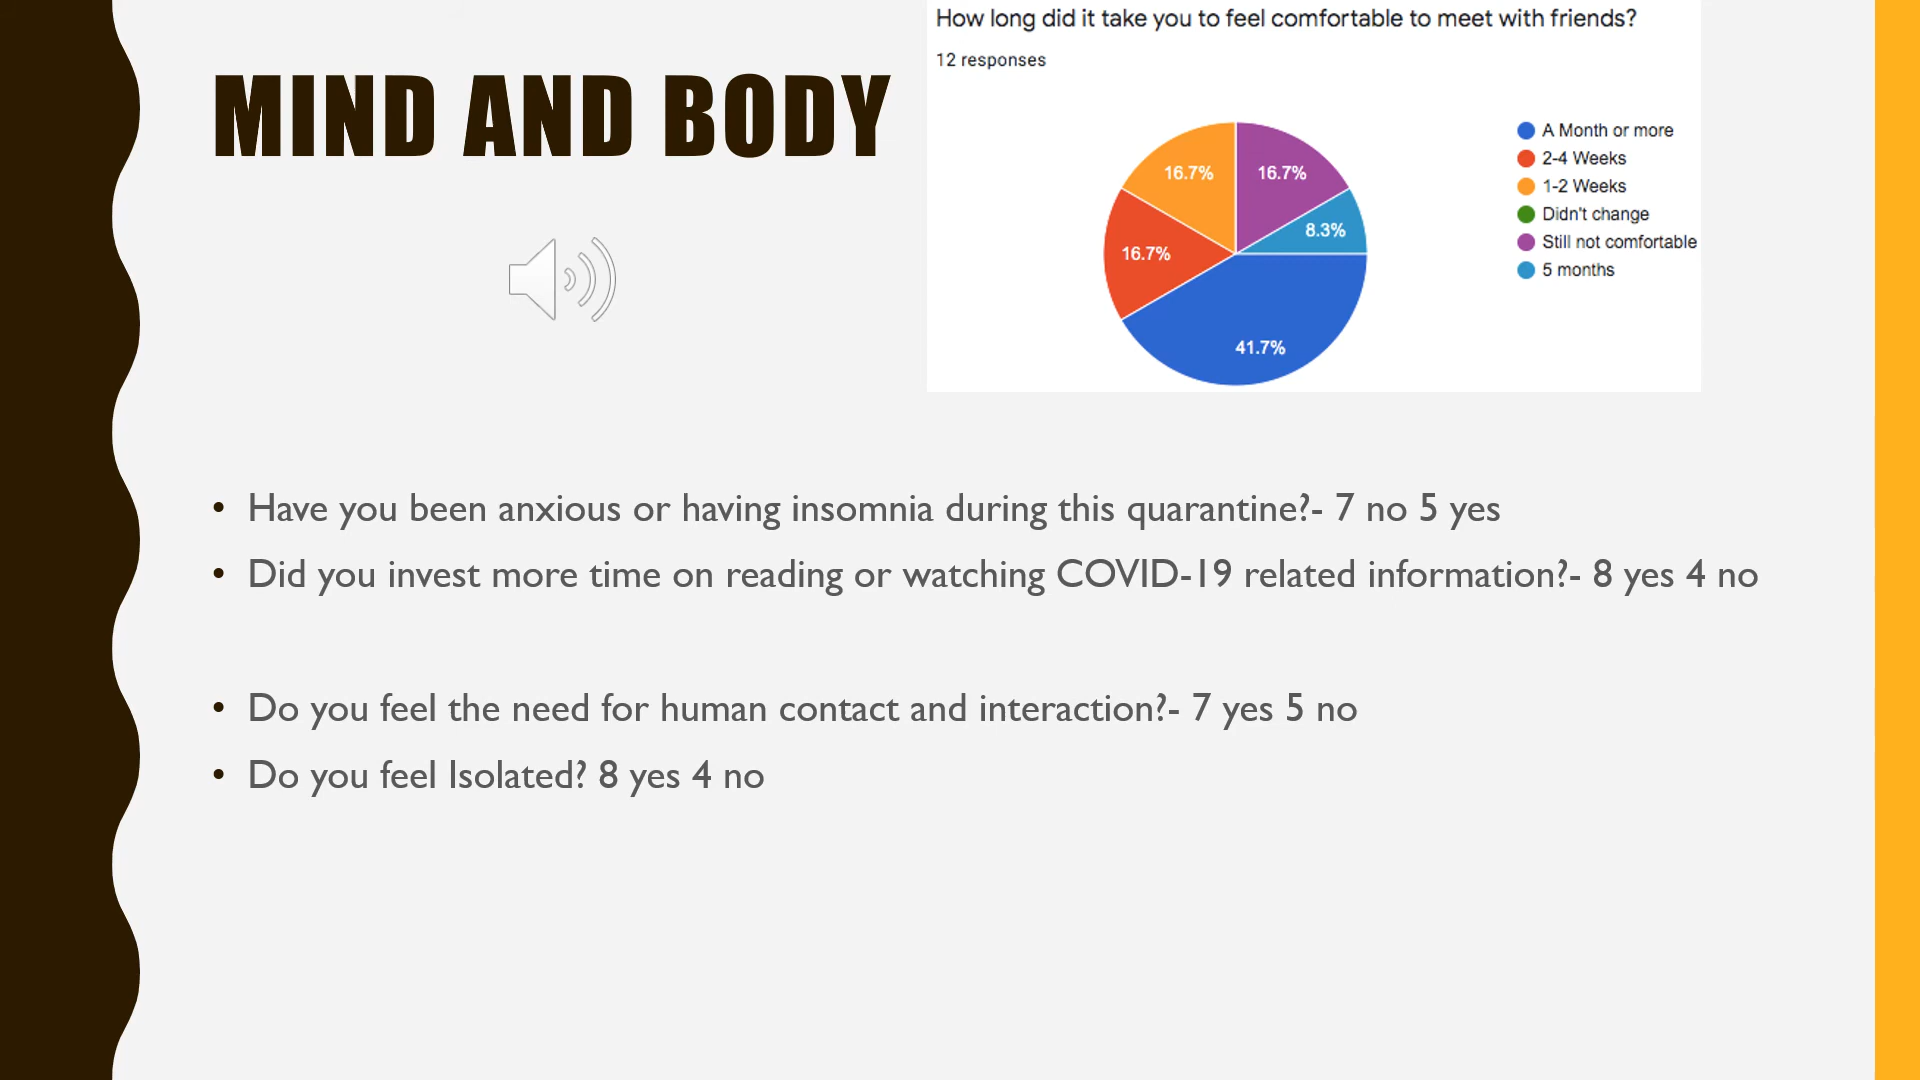 MIND AND BODY
How long did it take you to feel comfortable to meet with friends?
12 responses
16.7%
16.7%
8.3%
16.7%
41.7%
A Month or more
2-4 Weeks
1-2 Weeks
Didn't change
Still not comfortable
5 months
• Have you been anxious or having insomnia during this quarantine?- 7 no 5 yes
• Did you invest more time on reading or watching COVID-19 related information?- 8 yes 4 no
• Do you feel the need for human contact and interaction?- 7 yes 5 no
• Do you feel Isolated? 8 yes 4 no